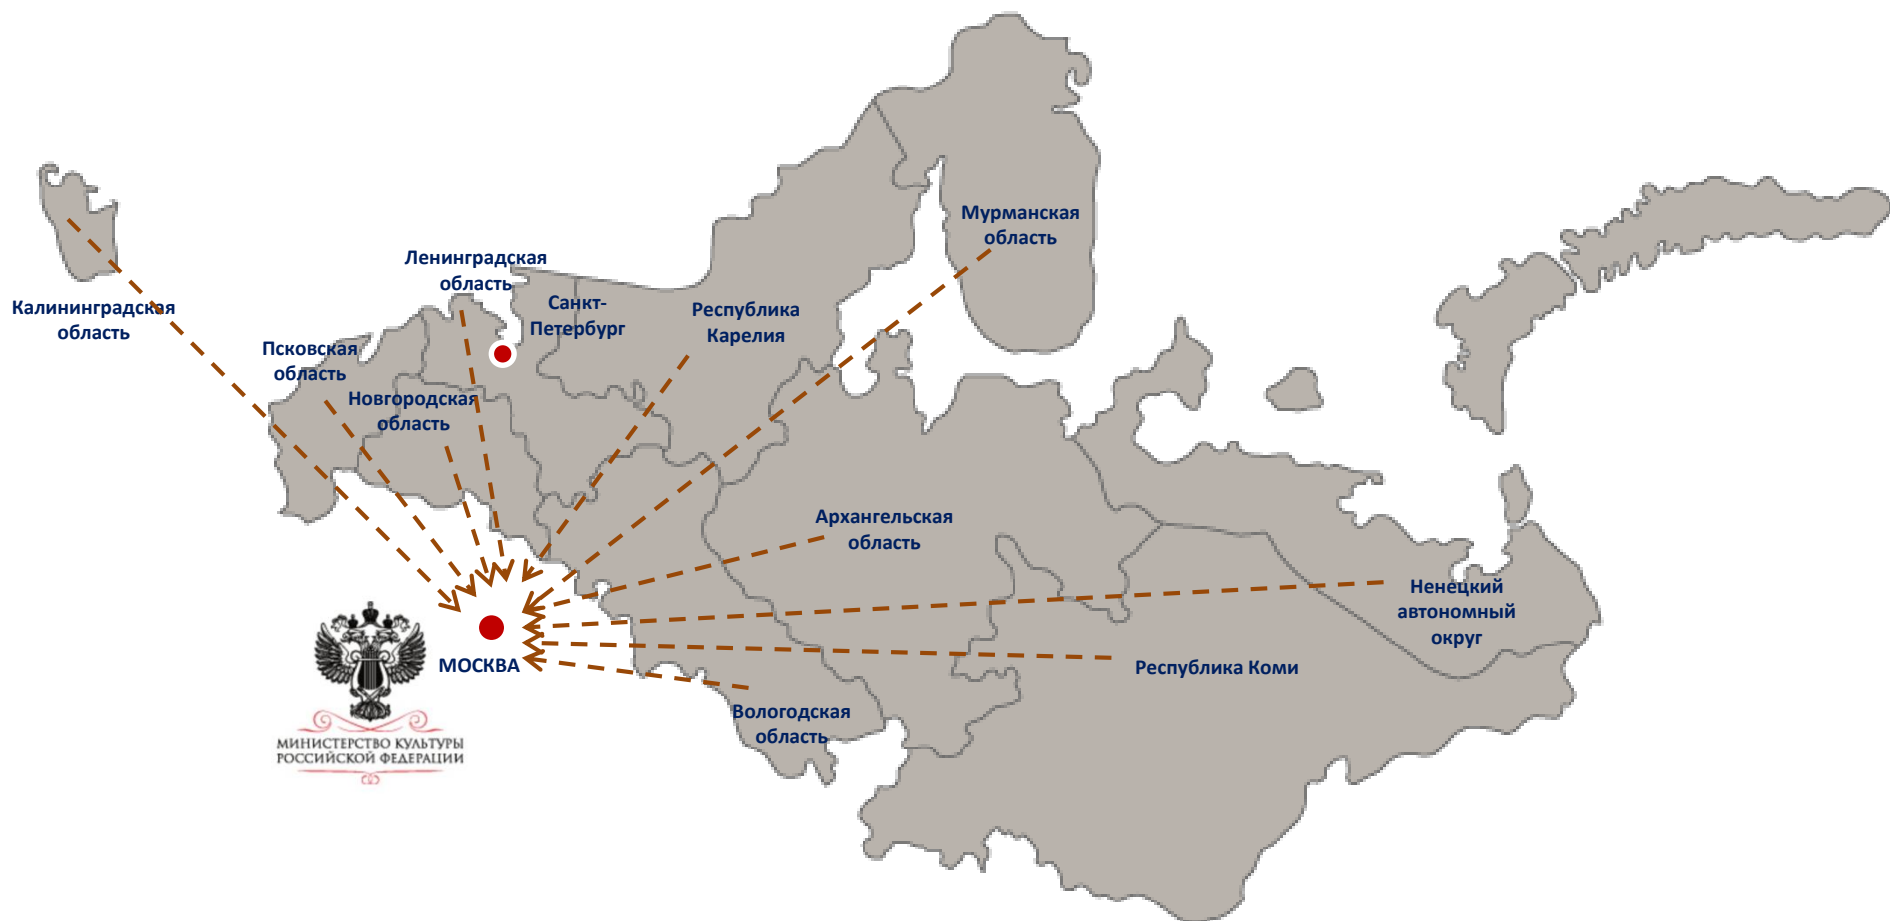 Мурманская
область
Ленинградская
область
Санкт-
Петербург
Республика
Карелия
Калининградская
область
Псковская
область
Новгородская
область
Архангельская
область
Ненецкий
автономный
округ
МОСКВА
Республика Коми
Вологодская
область
МИНИСТЕРСТВО КУЛЬТУРЫ
РОССИЙСКОЙ ФЕДЕРАЦИИ